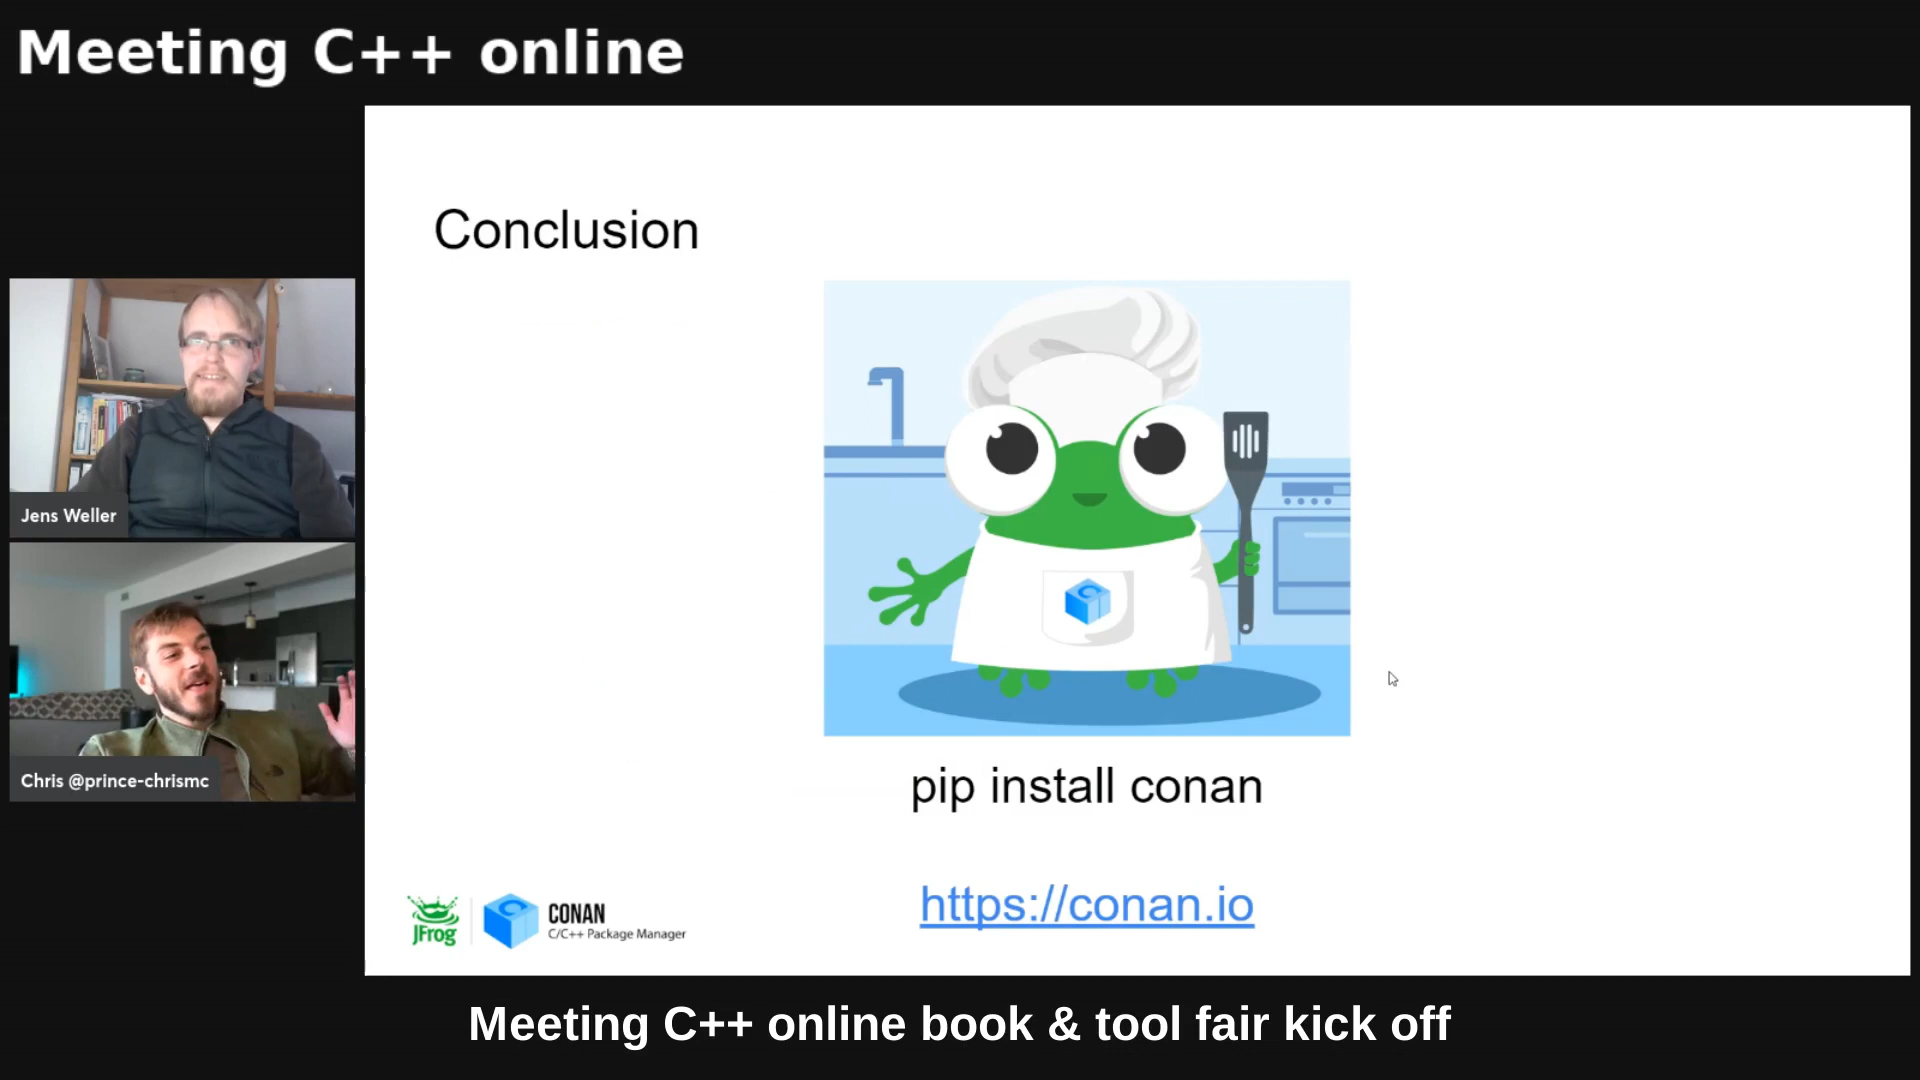 Meeting C++ online
Conclusion
Jens Weller
Chris @prince-chrismc
pip install conan
https://conan.io
JFrog
CONAN
C/C++ Package Manager
Meeting C++ online book & tool fair kick off